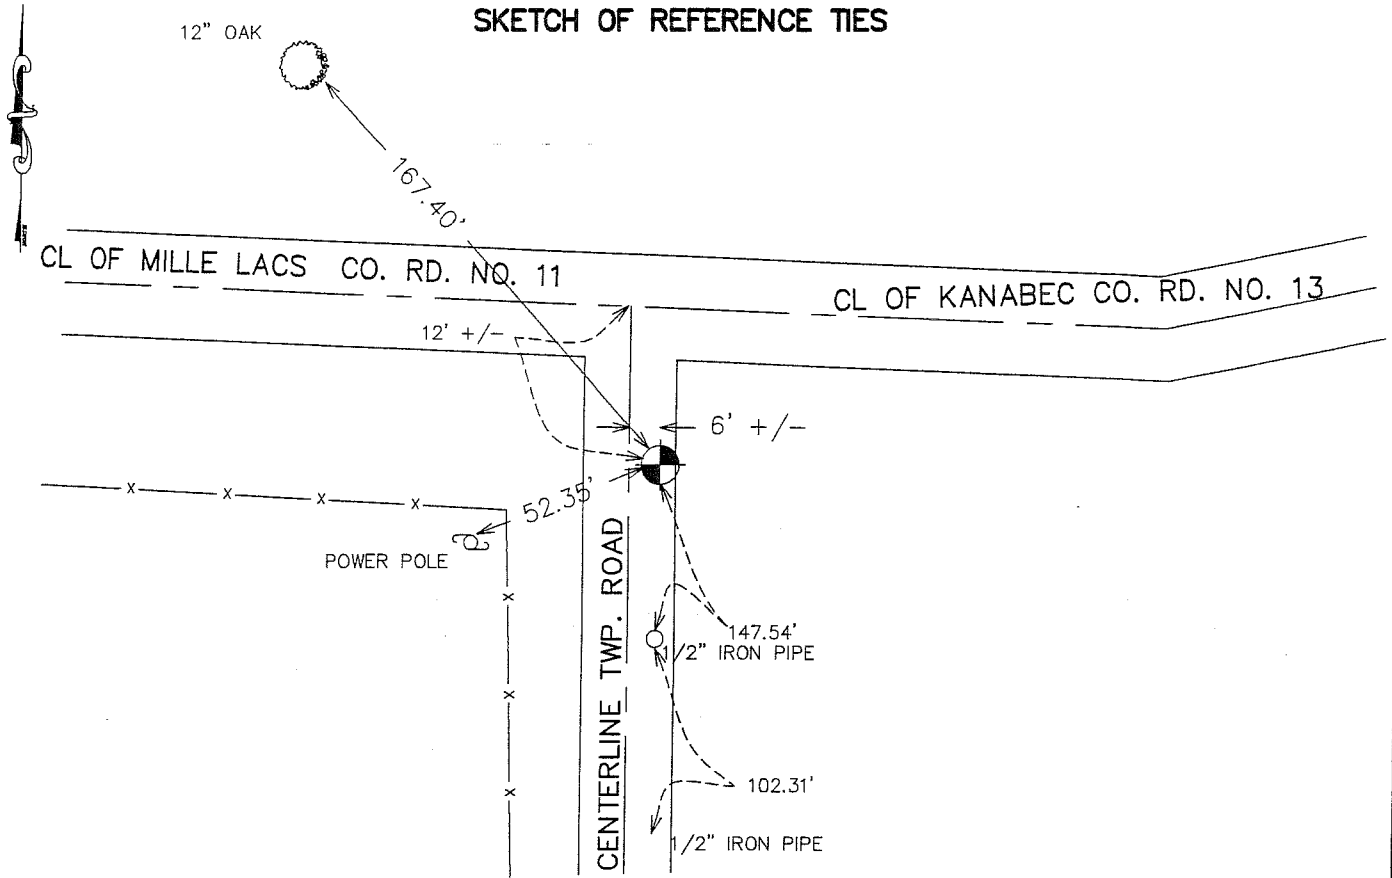 SKETCH OF REFERENCE TIES
12" OAK
167.40'
CL OF MILLE LACS CO. RD. NO. 11
CL OF KANABEC CO. RD. NO. 13
12' +/-
6' +/-
52.35'
POWER POLE
CENTERLINE TWP. ROAD
147.54'
1/2" IRON PIPE
102.31'
1/2" IRON PIPE